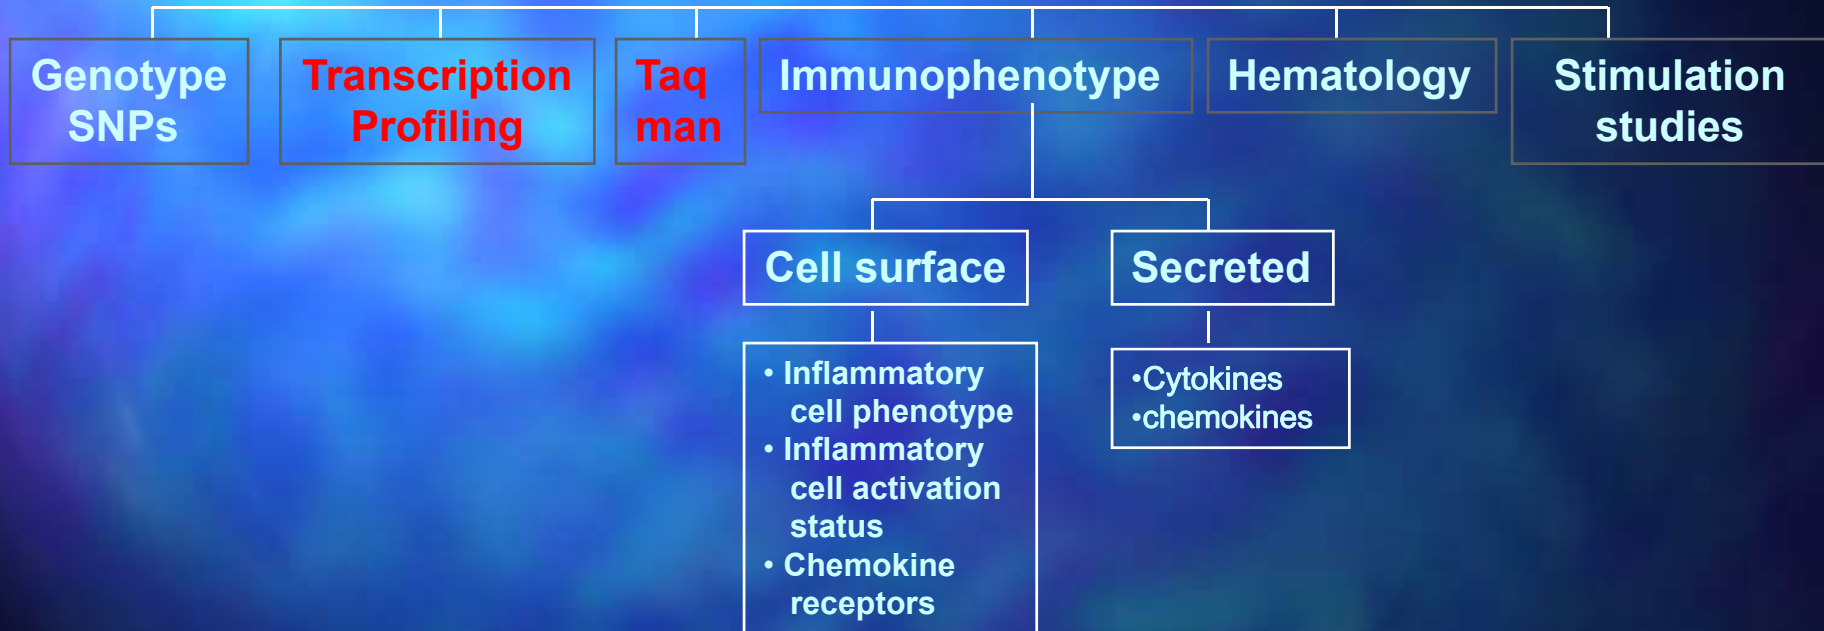 Genotype
SNPs
Transcription
Profiling
Taq
man
Immunophenotype
Hematology
Stimulation
studies
Cell surface
Secreted
• Inflammatory
cell phenotype
• Inflammatory
cell activation
status
• Chemokine
receptors
•Cytokines
•chemokines